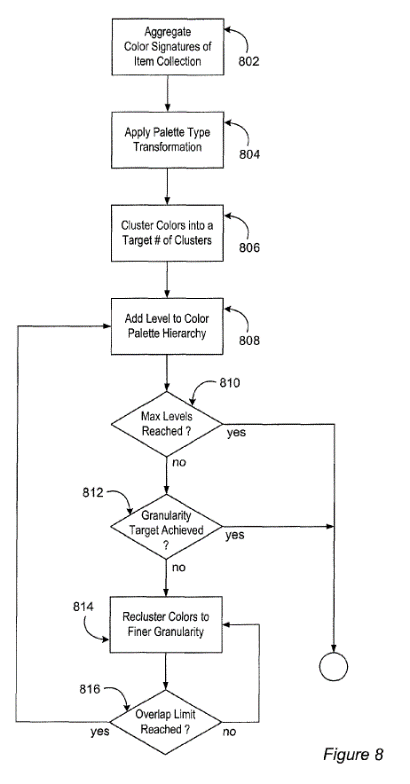 Aggregate
Color Signatures of
Item Collection
802
Apply Palette Type
Transformation
804
Cluster Colors into a
Target # of Clusters
806
Add Level to Color
Palette Hierarchy
808
810
Max Levels
Reached ?
yes
no
812
Granularity
Target Achieved
?
yes
no
814
Recluster Colors to
Finer Granularity
816
Overlap Limit
Reached ?
yes
no
Figure 8